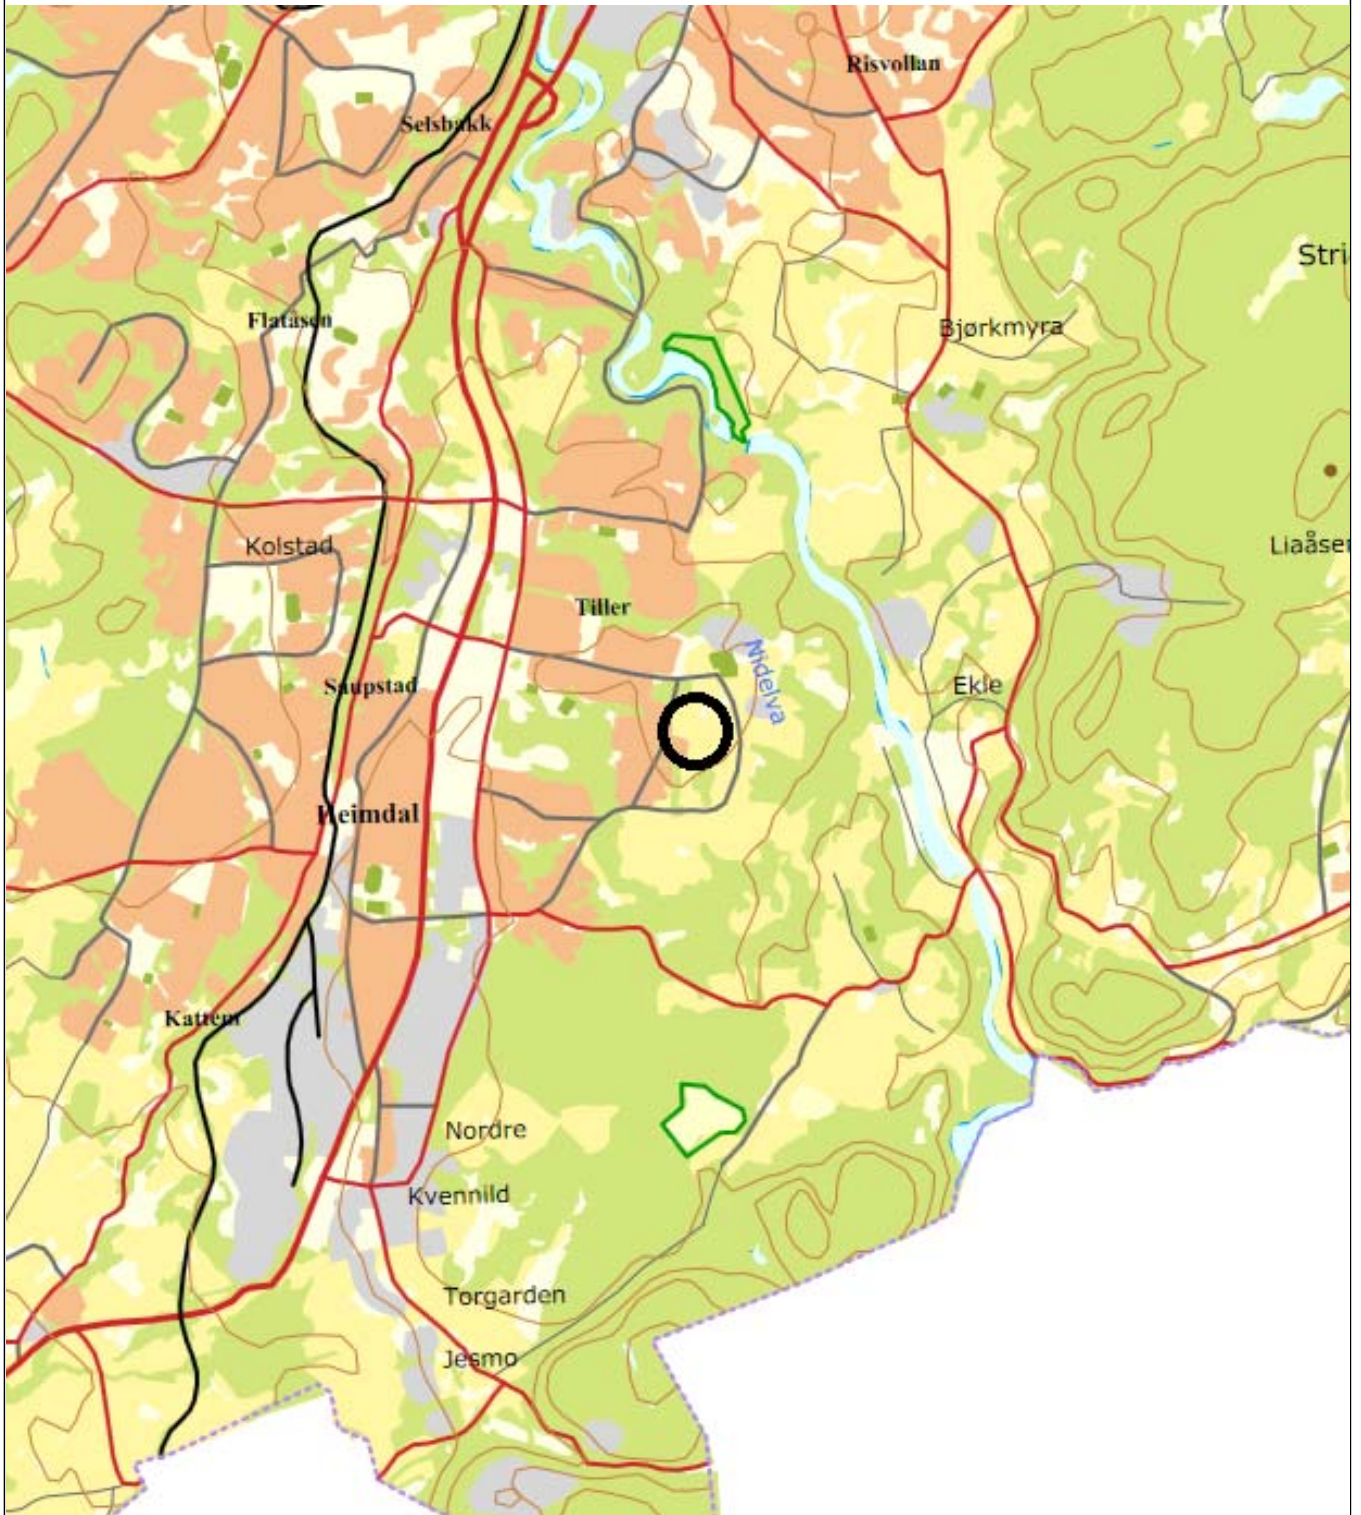 Risvollan
Selsbakk
Stri
Flatåsen
Bjørkmyra
Kolstad
Liaåsen
Tiller
Nidelva
Saupstad
Ekle
Heimdal
Kattem
Nordre
Kvennild
Torgarden
Jesmo